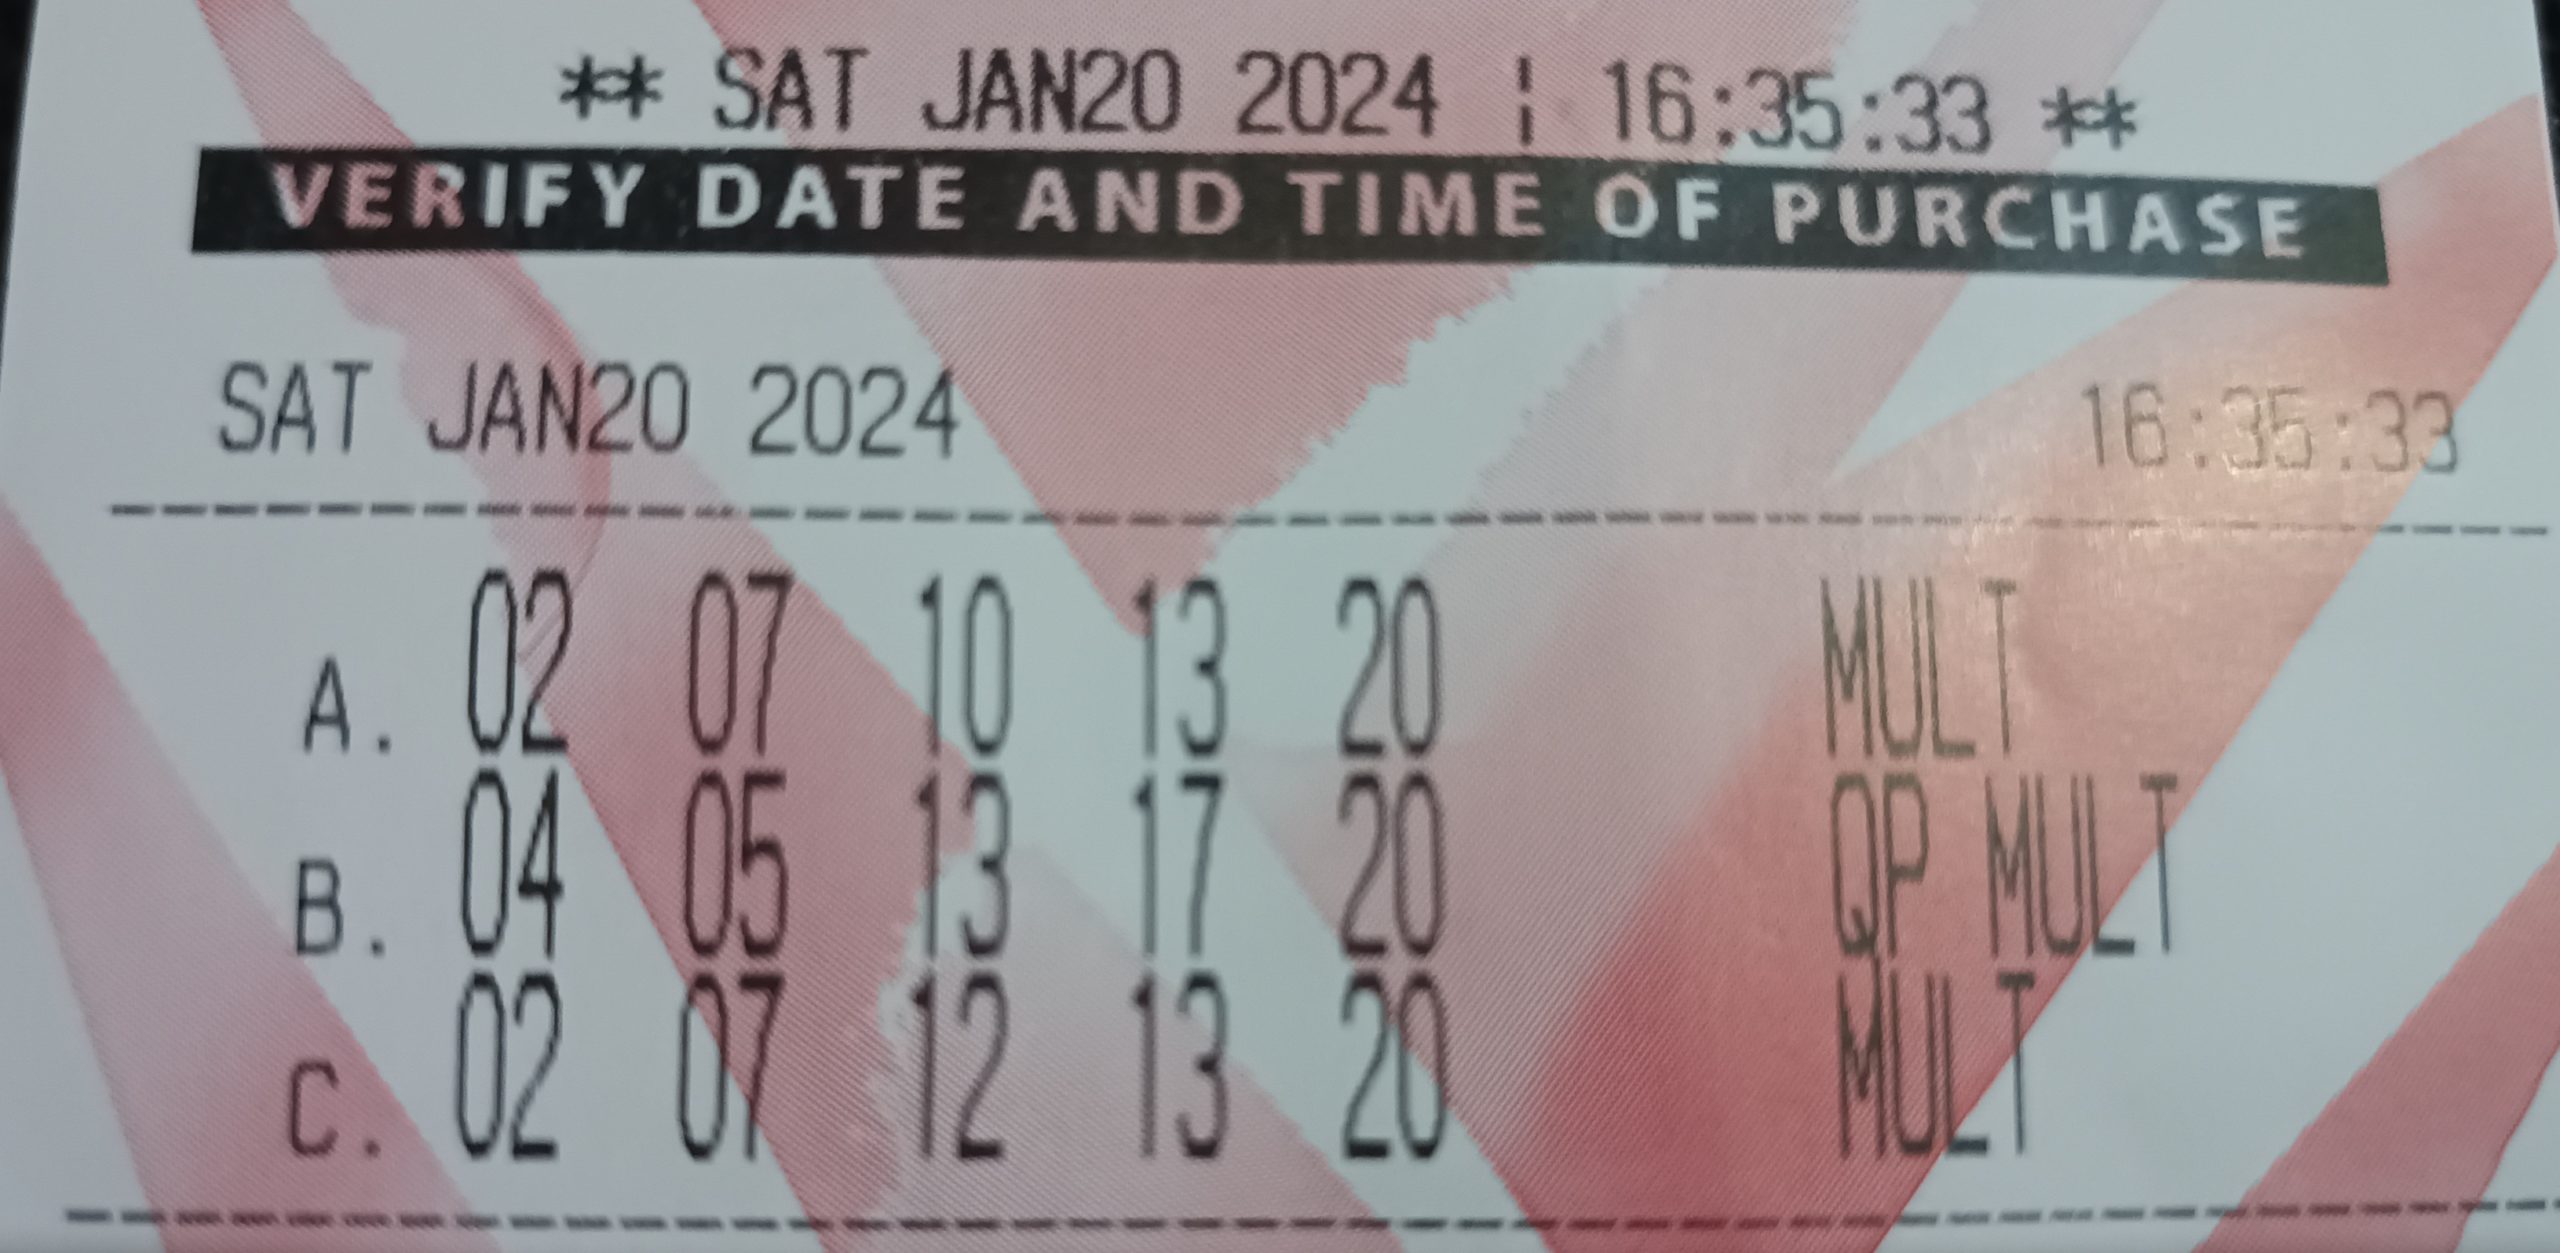 ** SAT JAN20 2024 ¦ 16:35:33 **
VERIFY DATE AND TIME OF PURCHASE
SAT JAN20 2024 16:35:33
A. 02 07 10 13 20 MULT
B. 04 05 13 17 20 QP MULT
C. 02 07 12 13 20 MULT